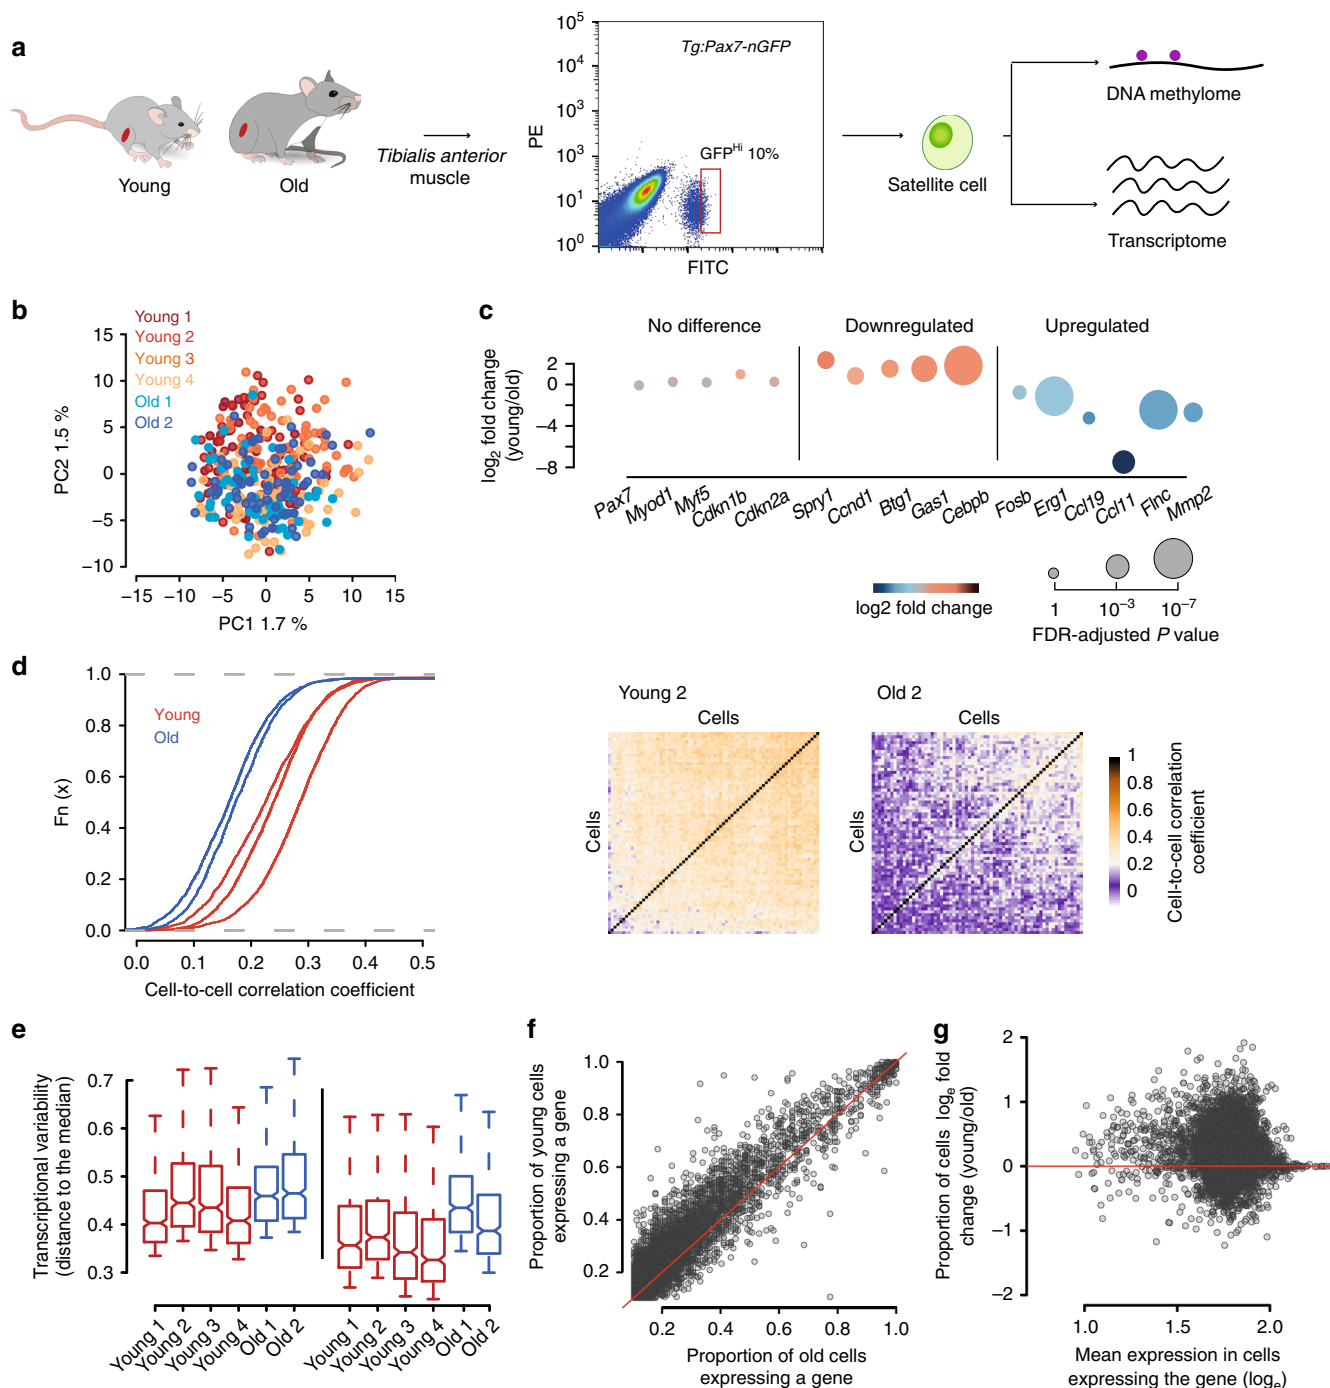 a
Young
Old
Tibialis anterior
muscle
PE
10^5
10^4
10^3
10^1
10^0
Tg:Pax7-nGFP
GFP^Hi 10%
FITC
Satellite cell
DNA methylome
Transcriptome
b
Young 1
Young 2
Young 3
Young 4
Old 1
Old 2
PC2 1.5 %
15
10
5
0
−5
−10
−15 −10 −5 0 5 10 15
PC1 1.7 %
c
No difference
Downregulated
Upregulated
log2 fold change
(young/old)
2
0
−4
−8
Pax7
Myod1
Myf5
Cdkn1b
Cdkn2a
Spry1
Ccnd1
Btg1
Gas1
Cebpb
Fosb
Erg1
Ccl19
Ccl11
Flnc
Mmp2
log2 fold change
1 10^−3 10^−7
FDR-adjusted P value
d
Fn (x)
1.0
0.8
0.6
0.4
0.2
0.0
Young
Old
0.0 0.1 0.2 0.3 0.4 0.5
Cell-to-cell correlation coefficient
Young 2
Cells
Cells
Old 2
Cells
Cells
1
0.8
0.6
0.4
0.2
0
Cell-to-cell correlation
coefficient
e
Transcriptional variability
(distance to the median)
0.7
0.6
0.5
0.4
0.3
Young 1
Young 2
Young 3
Young 4
Old 1
Old 2
Young 1
Young 2
Young 3
Young 4
Old 1
Old 2
f
Proportion of young cells
expressing a gene
1.0
0.8
0.6
0.4
0.2
0.2 0.4 0.6 0.8 1.0
Proportion of old cells
expressing a gene
g
Proportion of cells loge fold
change (young/old)
2
1
0
−1
−2
1.0 1.5 2.0
Mean expression in cells
expressing the gene (loge)